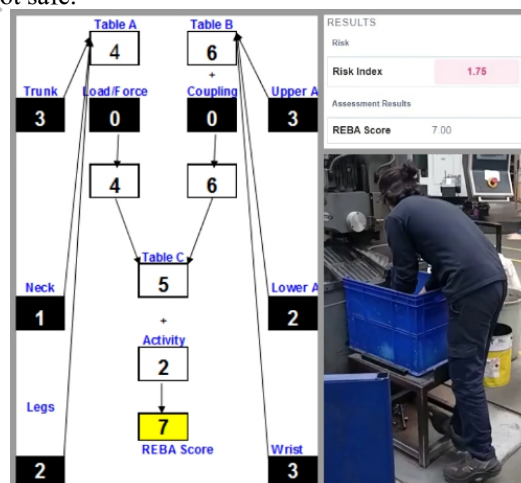 ot safe.
Table A
4
Table B
6
+
Trunk
3
Load/Force
0
Coupling
0
Upper A
3
4
6
Table C
5
Neck
1
Lower A
2
+
Activity
2
Legs
2
7
REBA Score
Wrist
3
RESULTS
Risk
Risk Index 1.75
Assessment Results
REBA Score 7.00